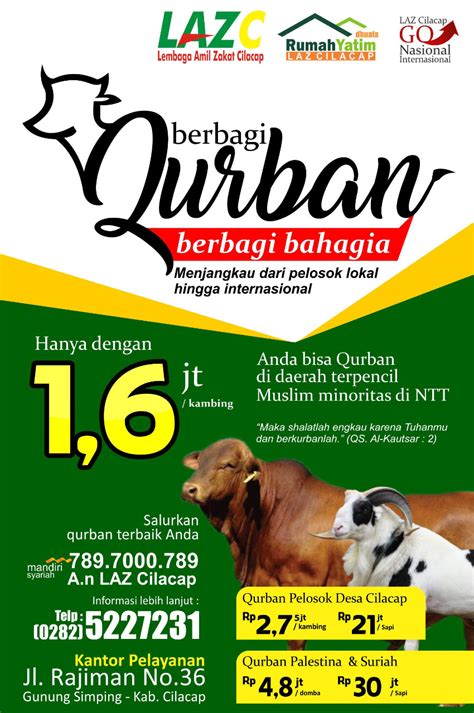 LAZC
Lembaga Amil Zakat Cilacap
dhuafa
RumahYatim
LAZ CILACAP
LAZ Cilacap
GO
Nasional
Internasional
berbagi
Qurban
berbagi bahagia
Menjangkau dari pelosok lokal
hingga internasional
Hanya dengan
1,6 jt
/ kambing
Anda bisa Qurban
di daerah terpencil
Muslim minoritas di NTT
“Maka shalatlah engkau karena Tuhanmu
dan berkurbanlah.” (QS. Al-Kautsar : 2)
Salurkan
qurban terbaik Anda
mandiri
syariah
789.7000.789
A.n LAZ Cilacap
Informasi lebih lanjut :
Telp :
(0282) 5227231
Kantor Pelayanan
Jl. Rajiman No.36
Gunung Simping - Kab. Cilacap
Qurban Pelosok Desa Cilacap
Rp 2,75jt / kambing Rp 21jt / Sapi
Qurban Palestina & Suriah
Rp 4,8 jt / domba Rp 30 jt / Sapi